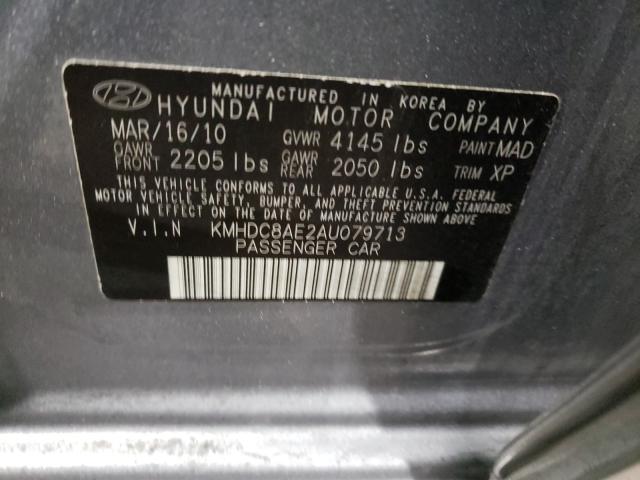 MANUFACTURED IN KOREA BY
HYUNDAI MOTOR COMPANY
MAR/16/10 GVWR 4145 lbs PAINT MAD
GAWR FRONT 2205 lbs GAWR REAR 2050 lbs TRIM XP
THIS VEHICLE CONFORMS TO ALL APPLICABLE U.S.A. FEDERAL
MOTOR VEHICLE SAFETY, BUMPER, AND THEFT PREVENTION STANDARDS
IN EFFECT ON THE DATE OF MANUFACTURE SHOWN ABOVE.
V.I.N KMHDC8AE2AU079713
PASSENGER CAR